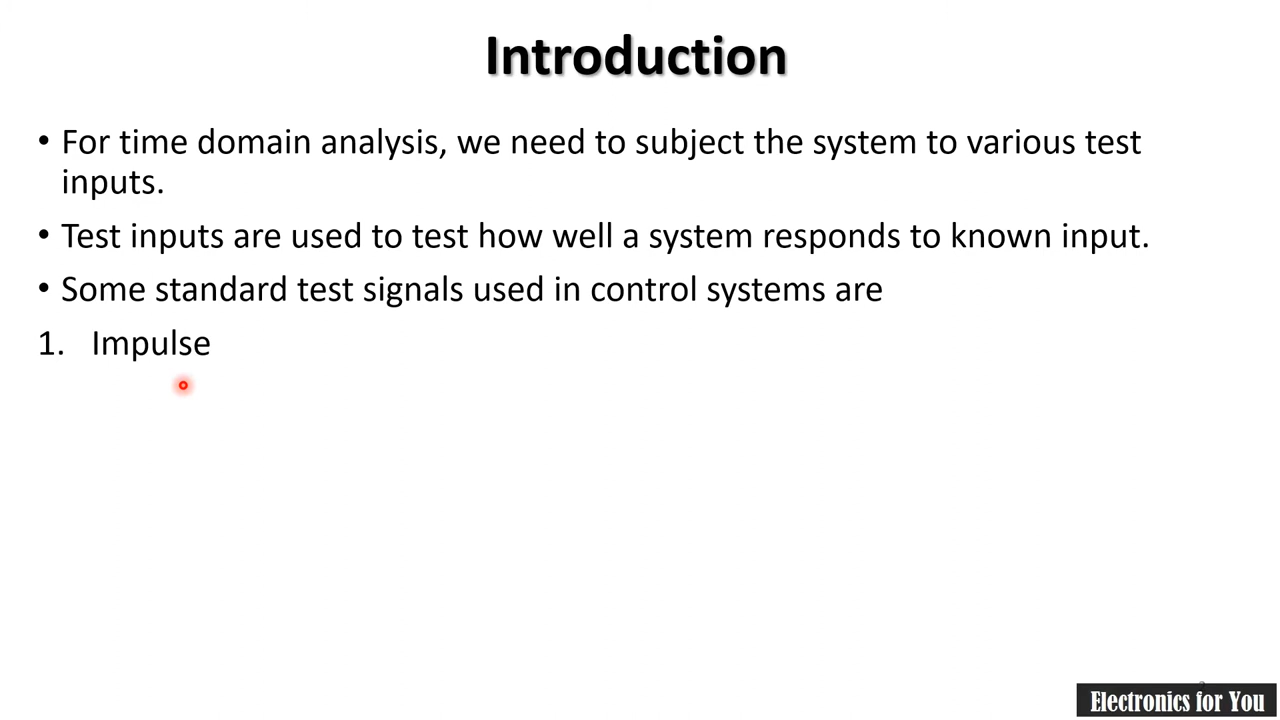 Introduction
• For time domain analysis, we need to subject the system to various test
inputs.
• Test inputs are used to test how well a system responds to known input.
• Some standard test signals used in control systems are
1. Impulse
Electronics for You